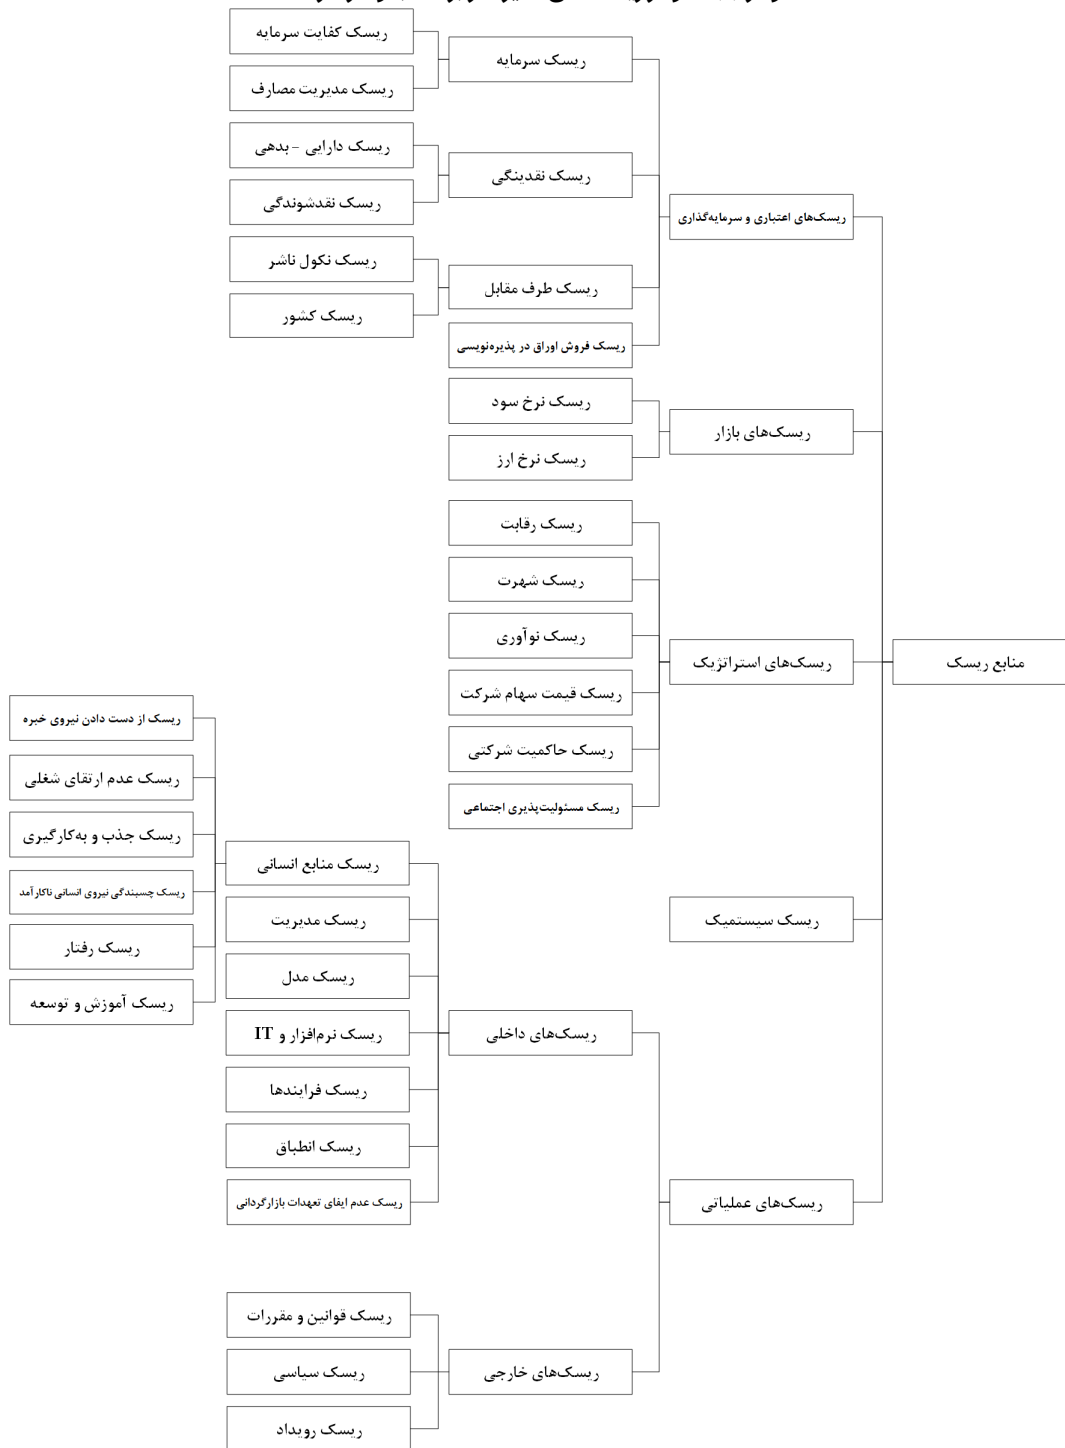 منابع ریسک
ریسک‌های اعتباری و سرمایه‌گذاری
ریسک سرمایه
ریسک کفایت سرمایه
ریسک مدیریت مصارف
ریسک نقدینگی
ریسک دارایی - بدهی
ریسک نقدشوندگی
ریسک طرف مقابل
ریسک نکول ناشر
ریسک کشور
ریسک فروش اوراق در پذیره‌نویسی
ریسک‌های بازار
ریسک نرخ سود
ریسک نرخ ارز
ریسک‌های استراتژیک
ریسک رقابت
ریسک شهرت
ریسک نوآوری
ریسک قیمت سهام شرکت
ریسک حاکمیت شرکتی
ریسک مسئولیت‌پذیری اجتماعی
ریسک سیستمیک
ریسک‌های عملیاتی
ریسک‌های داخلی
ریسک منابع انسانی
ریسک از دست دادن نیروی خبره
ریسک عدم ارتقای شغلی
ریسک جذب و به‌کارگیری
ریسک چسبندگی نیروی انسانی ناکارآمد
ریسک رفتار
ریسک آموزش و توسعه
ریسک مدیریت
ریسک مدل
ریسک نرم‌افزار و IT
ریسک فرایندها
ریسک انطباق
ریسک عدم ایفای تعهدات بازارگردانی
ریسک‌های خارجی
ریسک قوانین و مقررات
ریسک سیاسی
ریسک رویداد